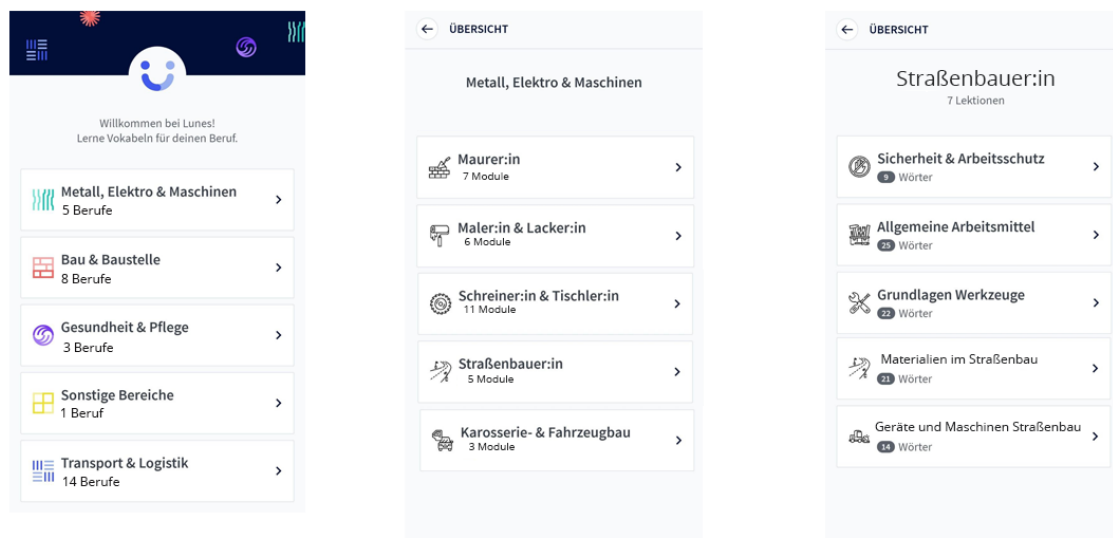 Willkommen bei Lunes!
Lerne Vokabeln für deinen Beruf.
Metall, Elektro & Maschinen
5 Berufe
Bau & Baustelle
8 Berufe
Gesundheit & Pflege
3 Berufe
Sonstige Bereiche
1 Beruf
Transport & Logistik
14 Berufe
ÜBERSICHT
Metall, Elektro & Maschinen
Maurer:in
7 Module
Maler:in & Lacker:in
6 Module
Schreiner:in & Tischler:in
11 Module
Straßenbauer:in
5 Module
Karosserie- & Fahrzeugbau
3 Module
ÜBERSICHT
Straßenbauer:in
7 Lektionen
Sicherheit & Arbeitsschutz
9 Wörter
Allgemeine Arbeitsmittel
25 Wörter
Grundlagen Werkzeuge
22 Wörter
Materialien im Straßenbau
21 Wörter
Geräte und Maschinen Straßenbau
14 Wörter